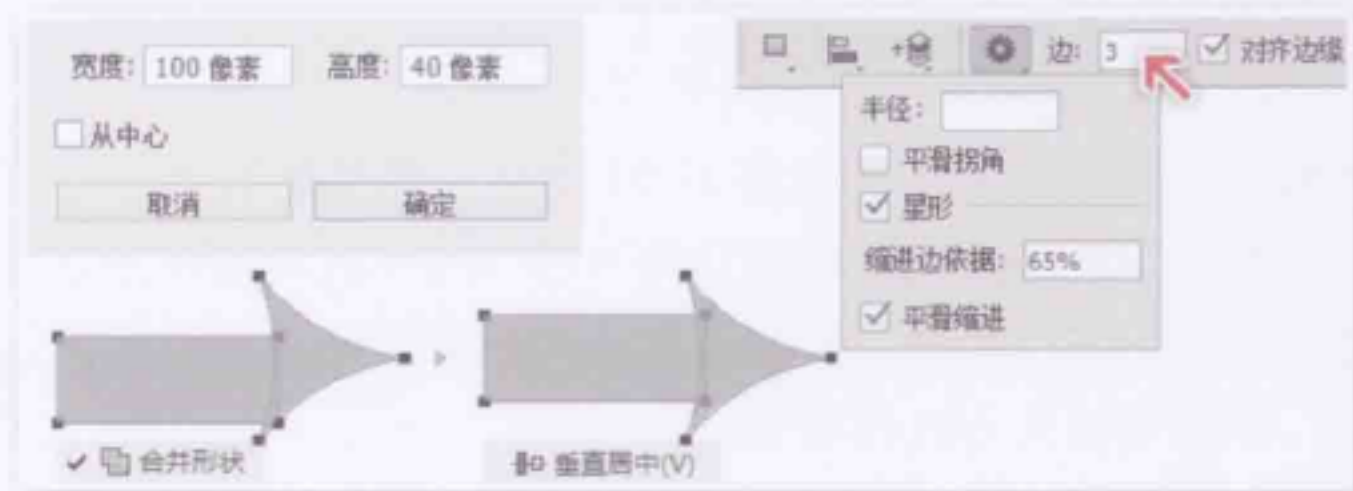 宽度: 100 像素 高度: 40 像素
从中心
取消 确定
边: 3 对齐边缘
半径:
平滑拐角
星形
缩进边依据: 65%
平滑缩进
合并形状
垂直居中(V)